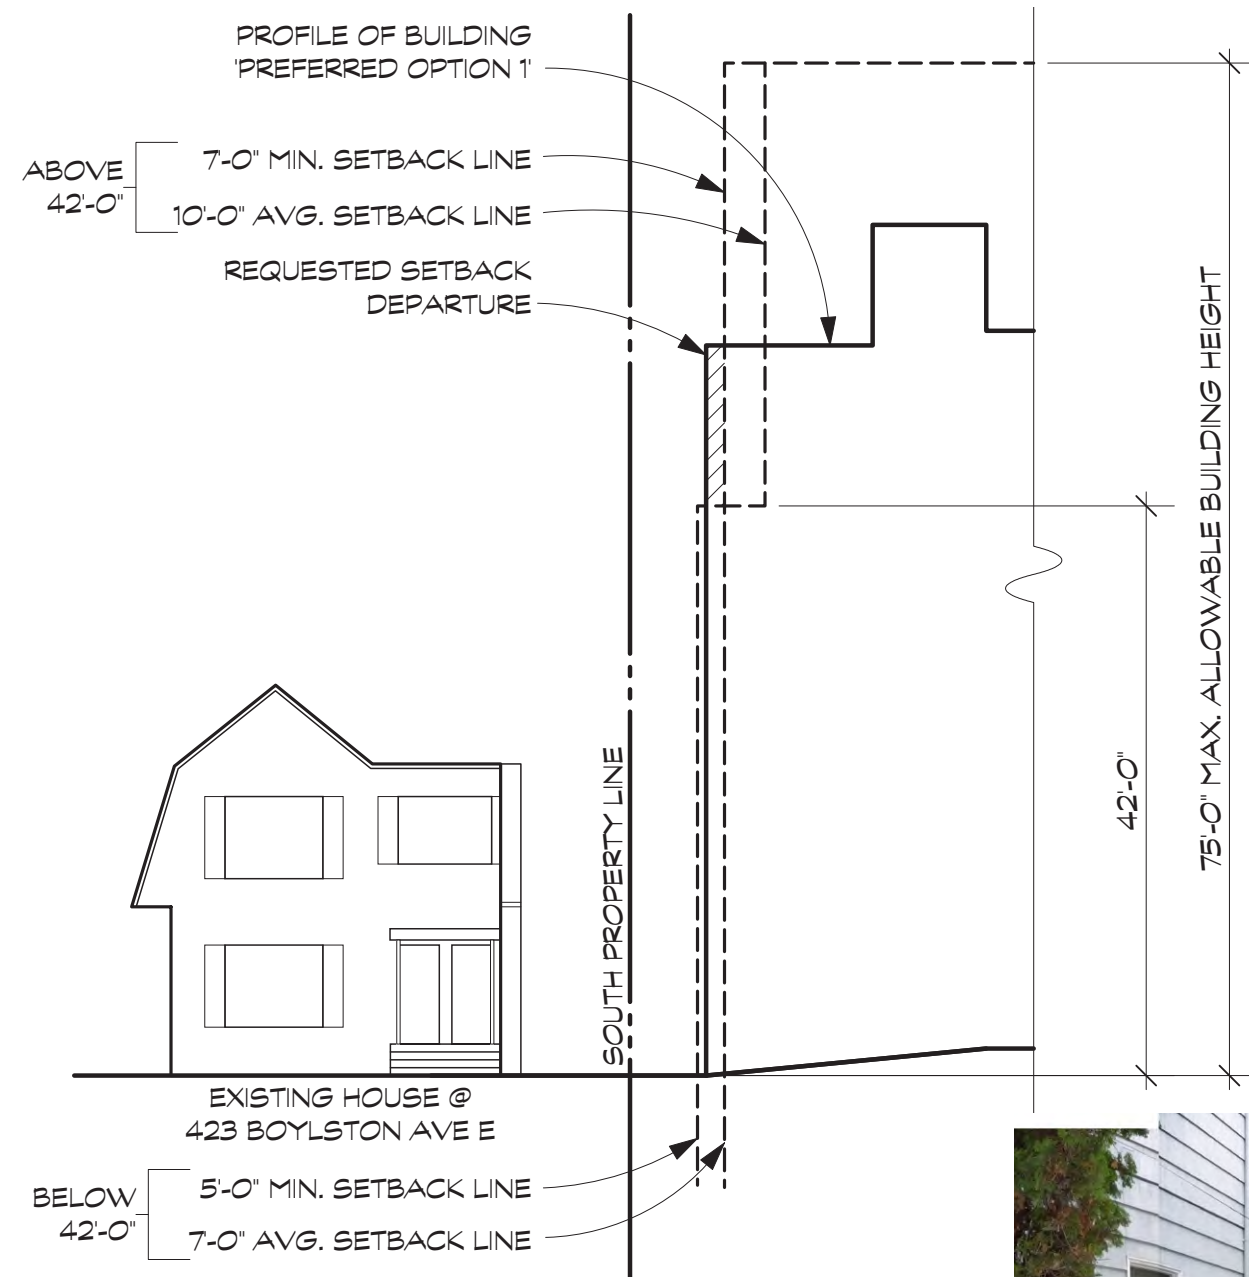 PROFILE OF BUILDING
'PREFERRED OPTION 1'
ABOVE
42'-0"
7'-0" MIN. SETBACK LINE
10'-0" AVG. SETBACK LINE
REQUESTED SETBACK
DEPARTURE
75'-0" MAX. ALLOWABLE BUILDING HEIGHT
42'-0"
SOUTH PROPERTY LINE
EXISTING HOUSE @
423 BOYLSTON AVE E
BELOW
42'-0"
5'-0" MIN. SETBACK LINE
7'-0" AVG. SETBACK LINE